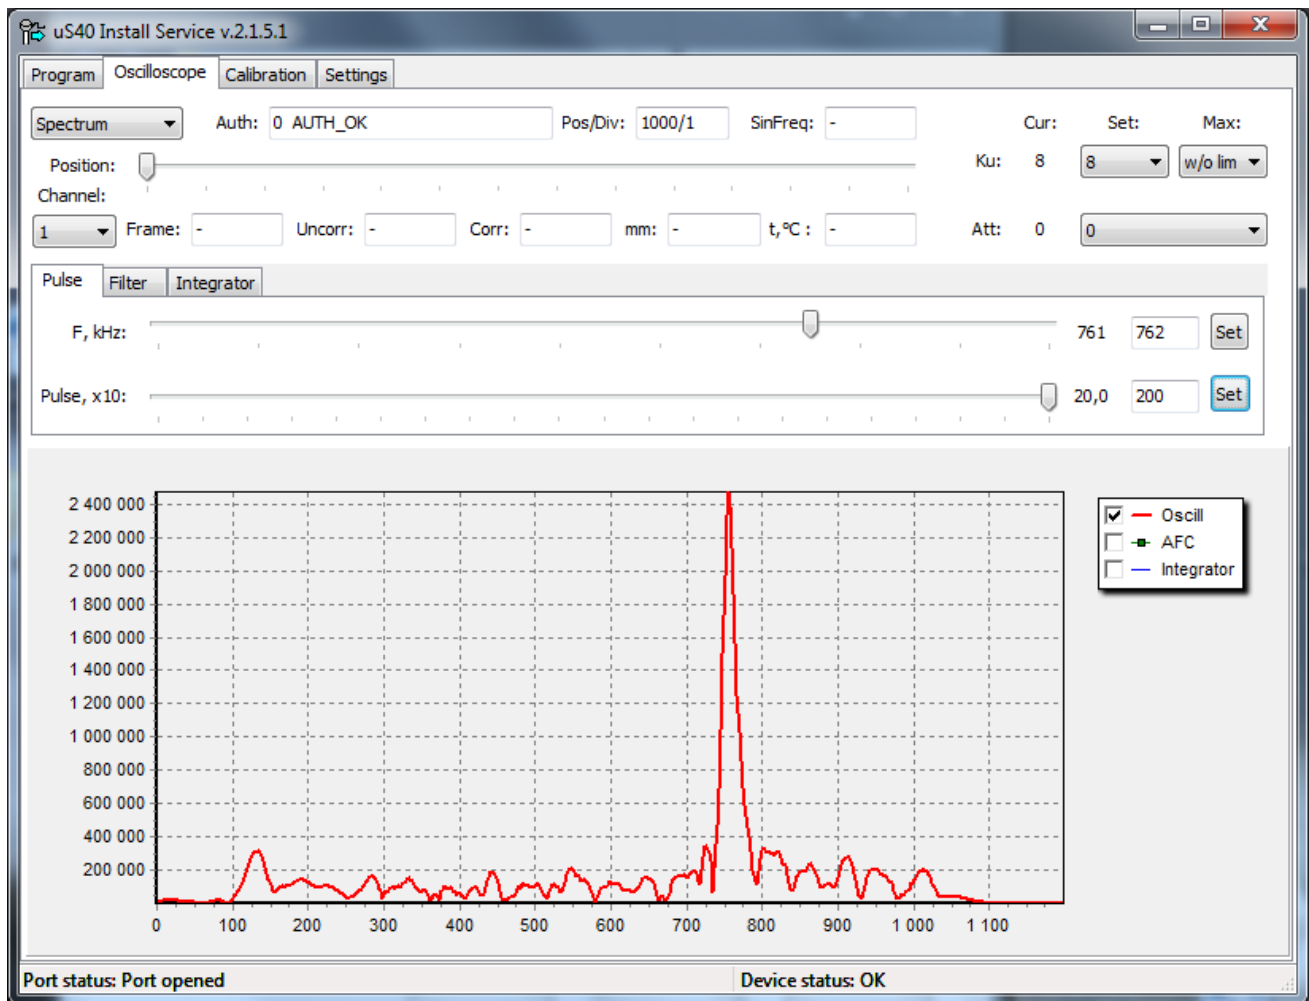 uS40 Install Service v.2.1.5.1
Program Oscilloscope Calibration Settings
Spectrum Auth: 0 AUTH_OK Pos/Div: 1000/1 SinFreq: - Cur: Set: Max:
Position: Ku: 8 8 w/o lim
Channel:
1 Frame: - Uncorr: - Corr: - mm: - t,ºC : - Att: 0 0
Pulse Filter Integrator
F, kHz: 761 762 Set
Pulse, x10: 20,0 200 Set
2 400 000
2 200 000
2 000 000
1 800 000
1 600 000
1 400 000
1 200 000
1 000 000
800 000
600 000
400 000
200 000
0 100 200 300 400 500 600 700 800 900 1 000 1 100
Oscill
AFC
Integrator
Port status: Port opened Device status: OK